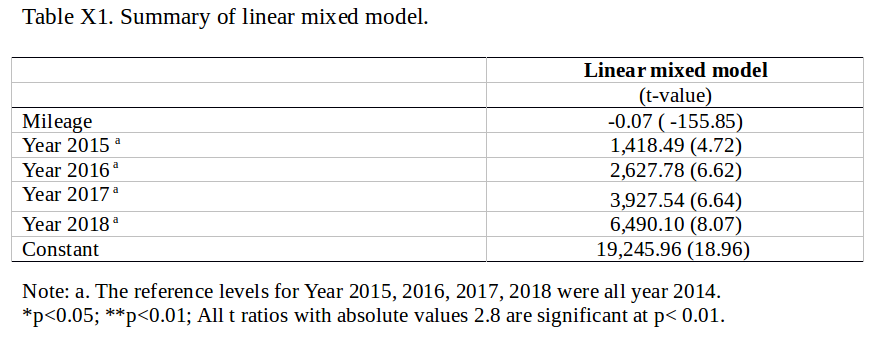 Table X1. Summary of linear mixed model.
Linear mixed model
(t-value)
Mileage -0.07 ( -155.85)
Year 2015 a 1,418.49 (4.72)
Year 2016 a 2,627.78 (6.62)
Year 2017 a 3,927.54 (6.64)
Year 2018 a 6,490.10 (8.07)
Constant 19,245.96 (18.96)
Note: a. The reference levels for Year 2015, 2016, 2017, 2018 were all year 2014.
*p<0.05; **p<0.01; All t ratios with absolute values 2.8 are significant at p< 0.01.